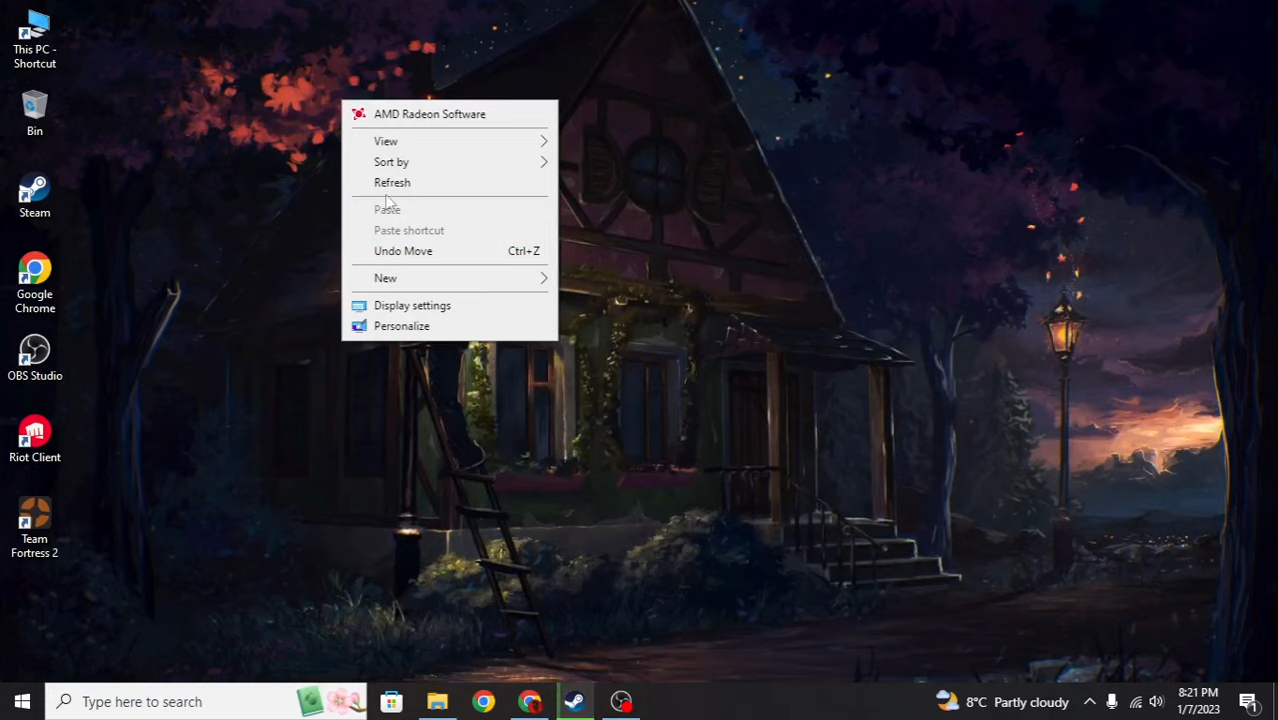 This PC -
Shortcut
Bin
Steam
Google
Chrome
OBS Studio
Riot Client
Team
Fortress 2
AMD Radeon Software
View
Sort by
Refresh
Paste
Paste shortcut
Undo Move Ctrl+Z
New
Display settings
Personalize
Type here to search
8°C Partly cloudy
8:21 PM
1/7/2023
1